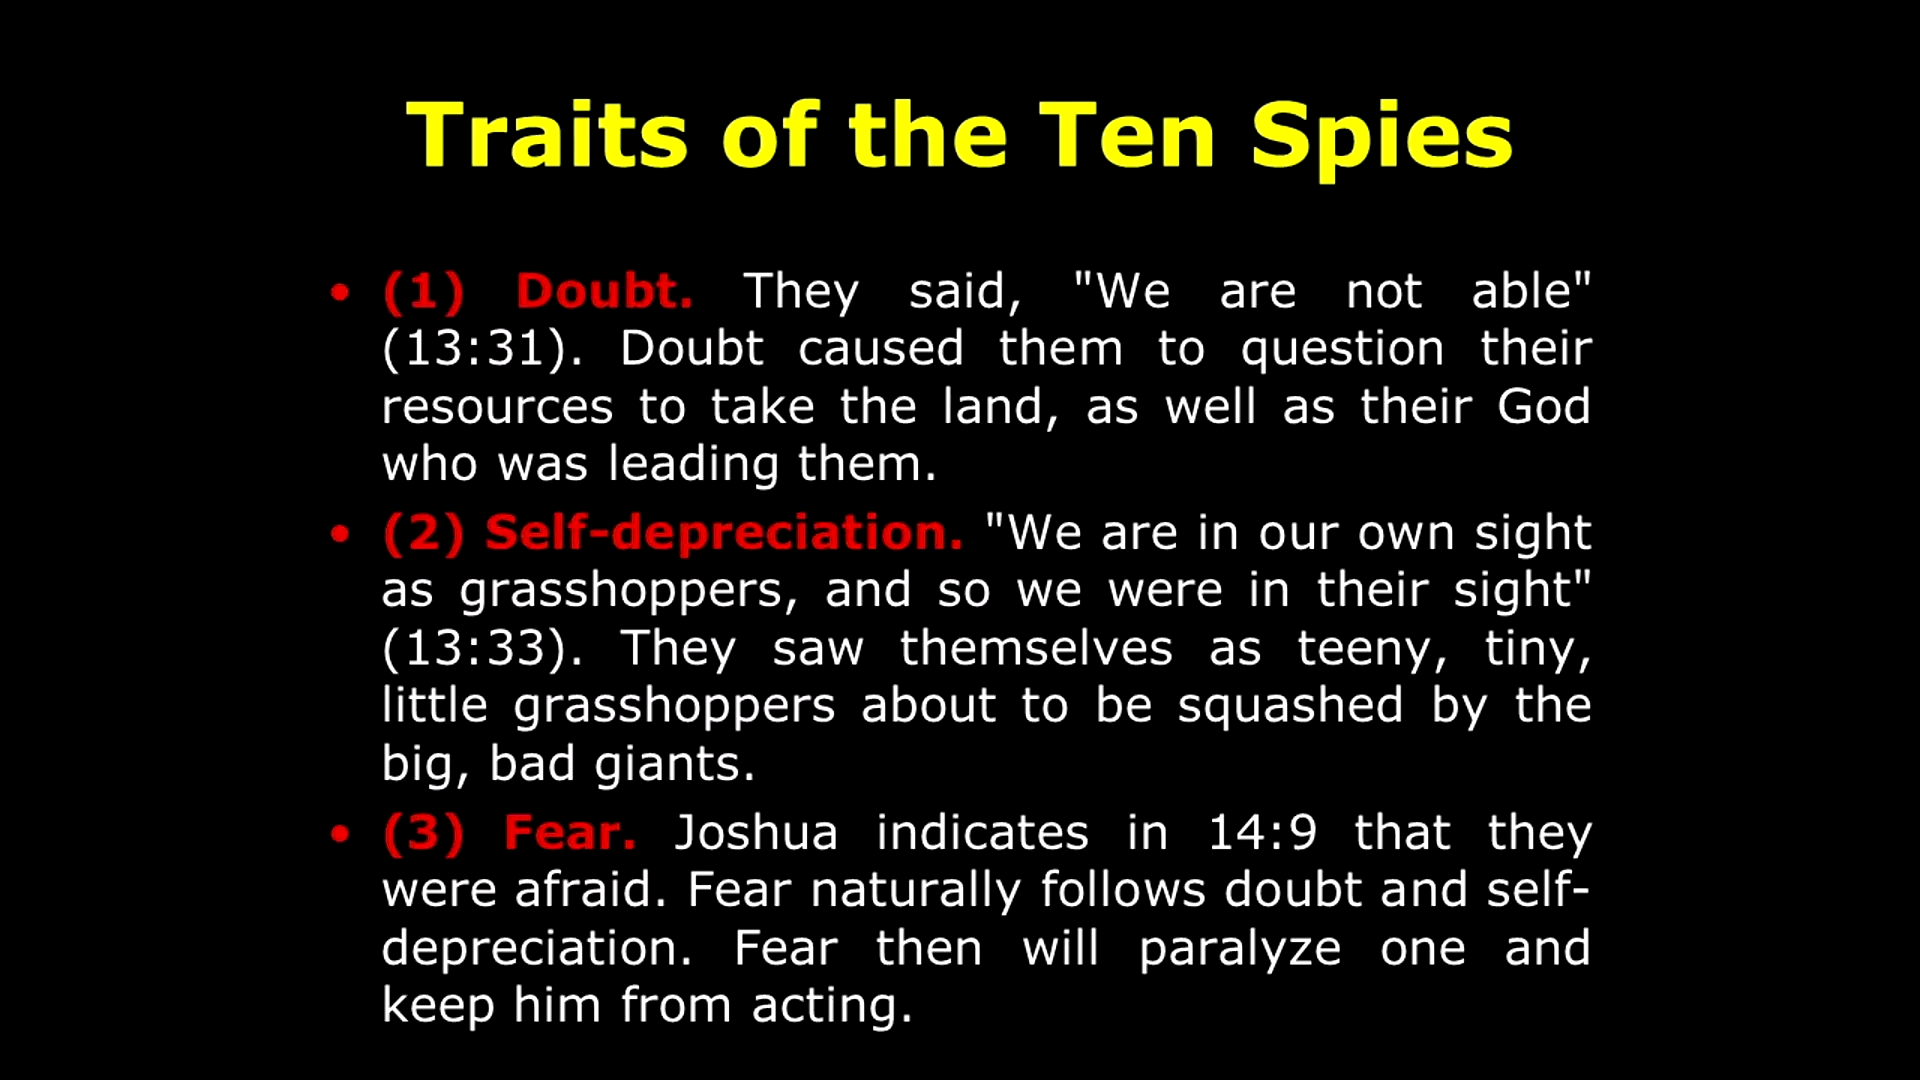 Traits of the Ten Spies
• (1) Doubt. They said, "We are not able"
(13:31). Doubt caused them to question their
resources to take the land, as well as their God
who was leading them.
• (2) Self-depreciation. "We are in our own sight
as grasshoppers, and so we were in their sight"
(13:33). They saw themselves as teeny, tiny,
little grasshoppers about to be squashed by the
big, bad giants.
• (3) Fear. Joshua indicates in 14:9 that they
were afraid. Fear naturally follows doubt and self-
depreciation. Fear then will paralyze one and
keep him from acting.